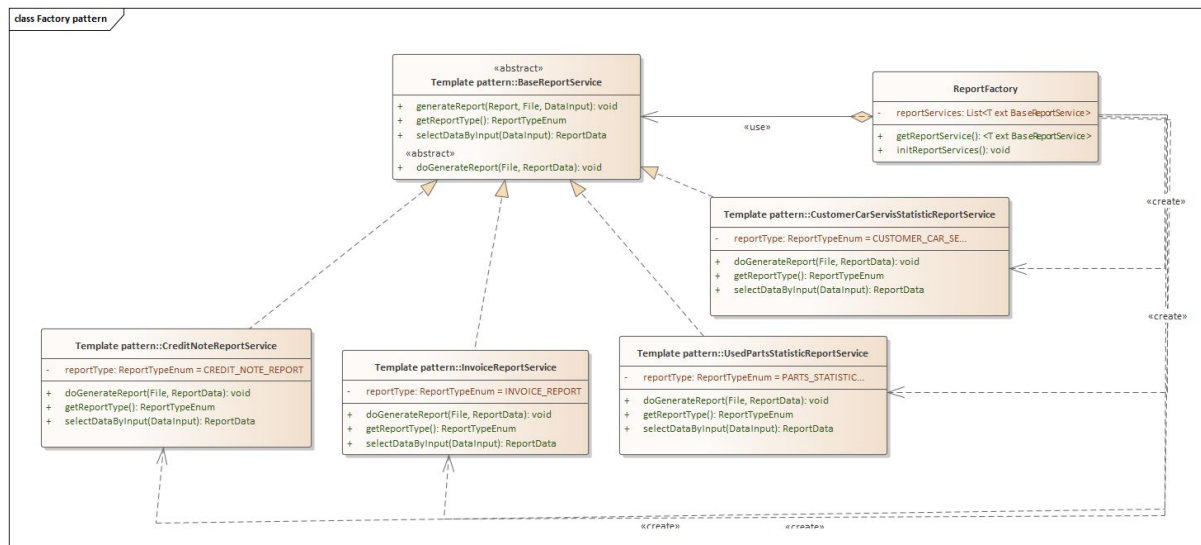 class Factory pattern
«abstract»
Template pattern::BaseReportService
+ generateReport(Report, File, DataInput): void
+ getReportType(): ReportTypeEnum
+ selectDataByInput(DataInput): ReportData
«abstract»
+ doGenerateReport(File, ReportData): void
ReportFactory
- reportServices: List<T ext BaseReportService>
+ getReportService(): <T ext BaseReportService>
+ initReportServices(): void
«use»
«create»
Template pattern::CustomerCarServisStatisticReportService
- reportType: ReportTypeEnum = CUSTOMER_CAR_SE...
+ doGenerateReport(File, ReportData): void
+ getReportType(): ReportTypeEnum
+ selectDataByInput(DataInput): ReportData
«create»
Template pattern::CreditNoteReportService
- reportType: ReportTypeEnum = CREDIT_NOTE_REPORT
+ doGenerateReport(File, ReportData): void
+ getReportType(): ReportTypeEnum
+ selectDataByInput(DataInput): ReportData
Template pattern::InvoiceReportService
- reportType: ReportTypeEnum = INVOICE_REPORT
+ doGenerateReport(File, ReportData): void
+ getReportType(): ReportTypeEnum
+ selectDataByInput(DataInput): ReportData
Template pattern::UsedPartsStatisticReportService
- reportType: ReportTypeEnum = PARTS_STATISTIC...
+ doGenerateReport(File, ReportData): void
+ getReportType(): ReportTypeEnum
+ selectDataByInput(DataInput): ReportData
«create»
«create»